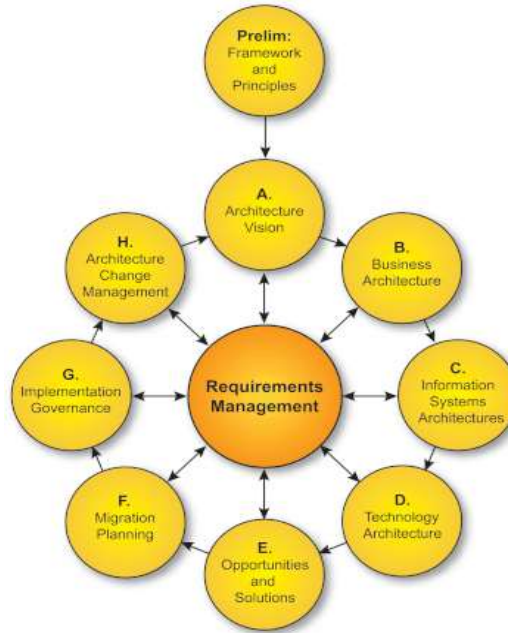 Prelim:
Framework
and
Principles
A.
Architecture
Vision
B.
Business
Architecture
C.
Information
Systems
Architectures
D.
Technology
Architecture
E.
Opportunities
and
Solutions
F.
Migration
Planning
G.
Implementation
Governance
H.
Architecture
Change
Management
Requirements
Management